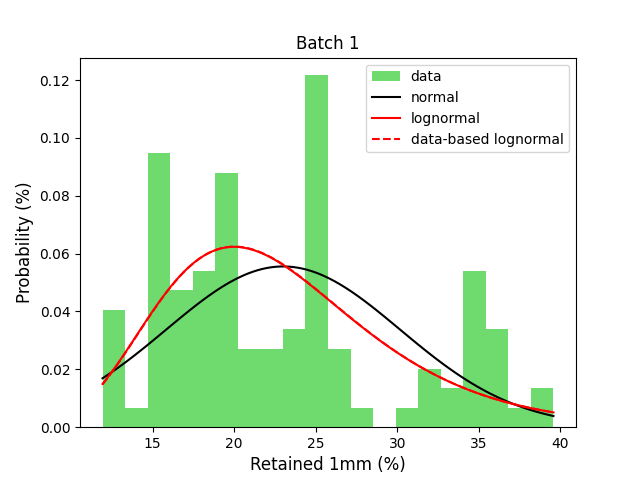 Batch 1
data
normal
lognormal
data-based lognormal
Probability (%)
0.12
0.10
0.08
0.06
0.04
0.02
0.00
15 20 25 30 35 40
Retained 1mm (%)